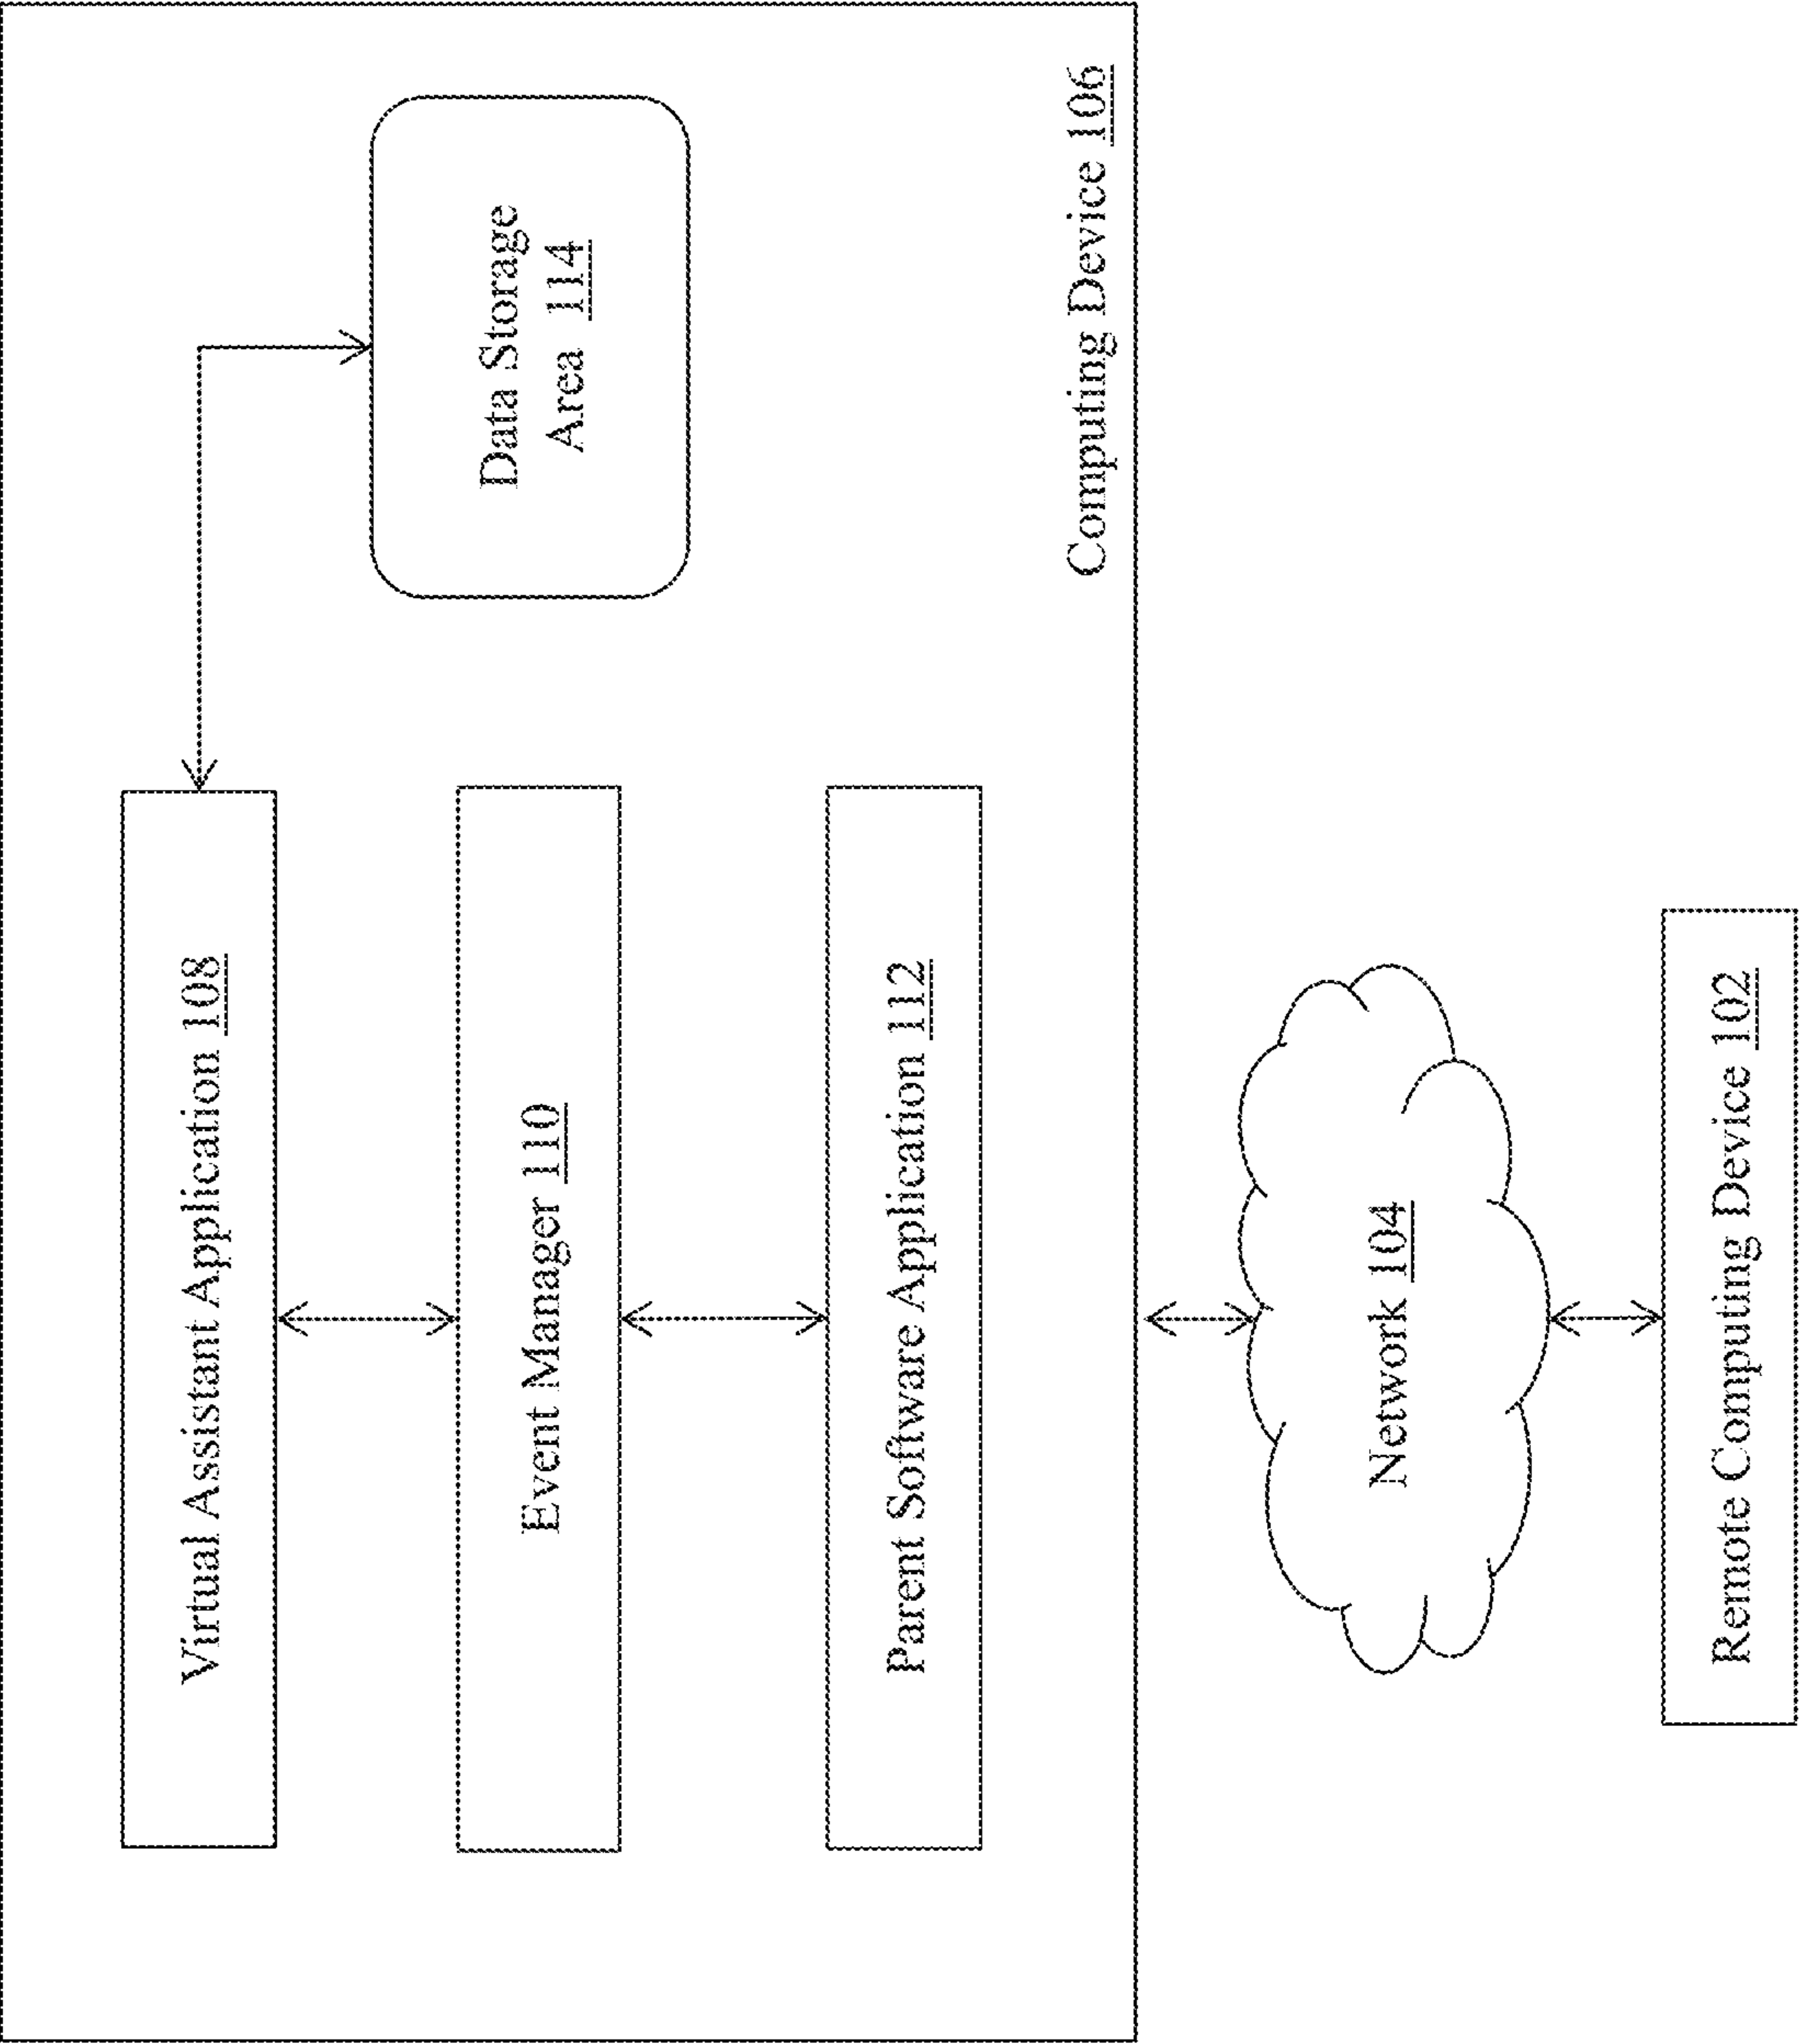 Virtual Assistant Application 108
Data Storage
Area 114
Event Manager 110
Parent Software Application 112
Computing Device 106
Network 104
Remote Computing Device 102